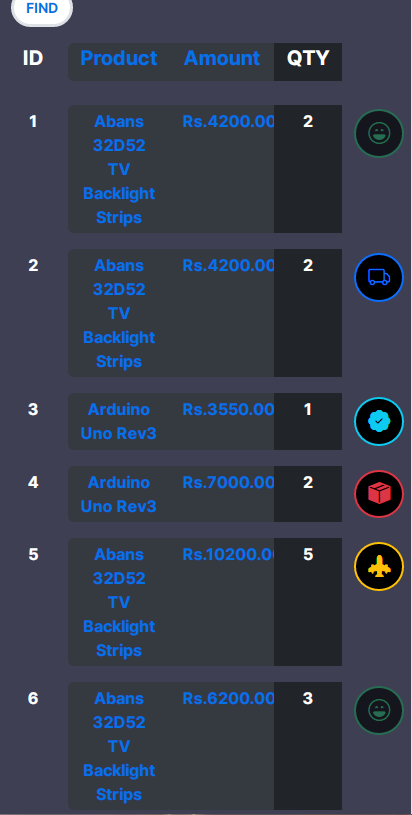 FIND
ID Product Amount QTY
1 Abans Rs.4200.00 2
32D52
TV
Backlight
Strips
2 Abans Rs.4200.00 2
32D52
TV
Backlight
Strips
3 Arduino Rs.3550.00 1
Uno Rev3
4 Arduino Rs.7000.00 2
Uno Rev3
5 Abans Rs.10200.0 5
32D52
TV
Backlight
Strips
6 Abans Rs.6200.00 3
32D52
TV
Backlight
Strips